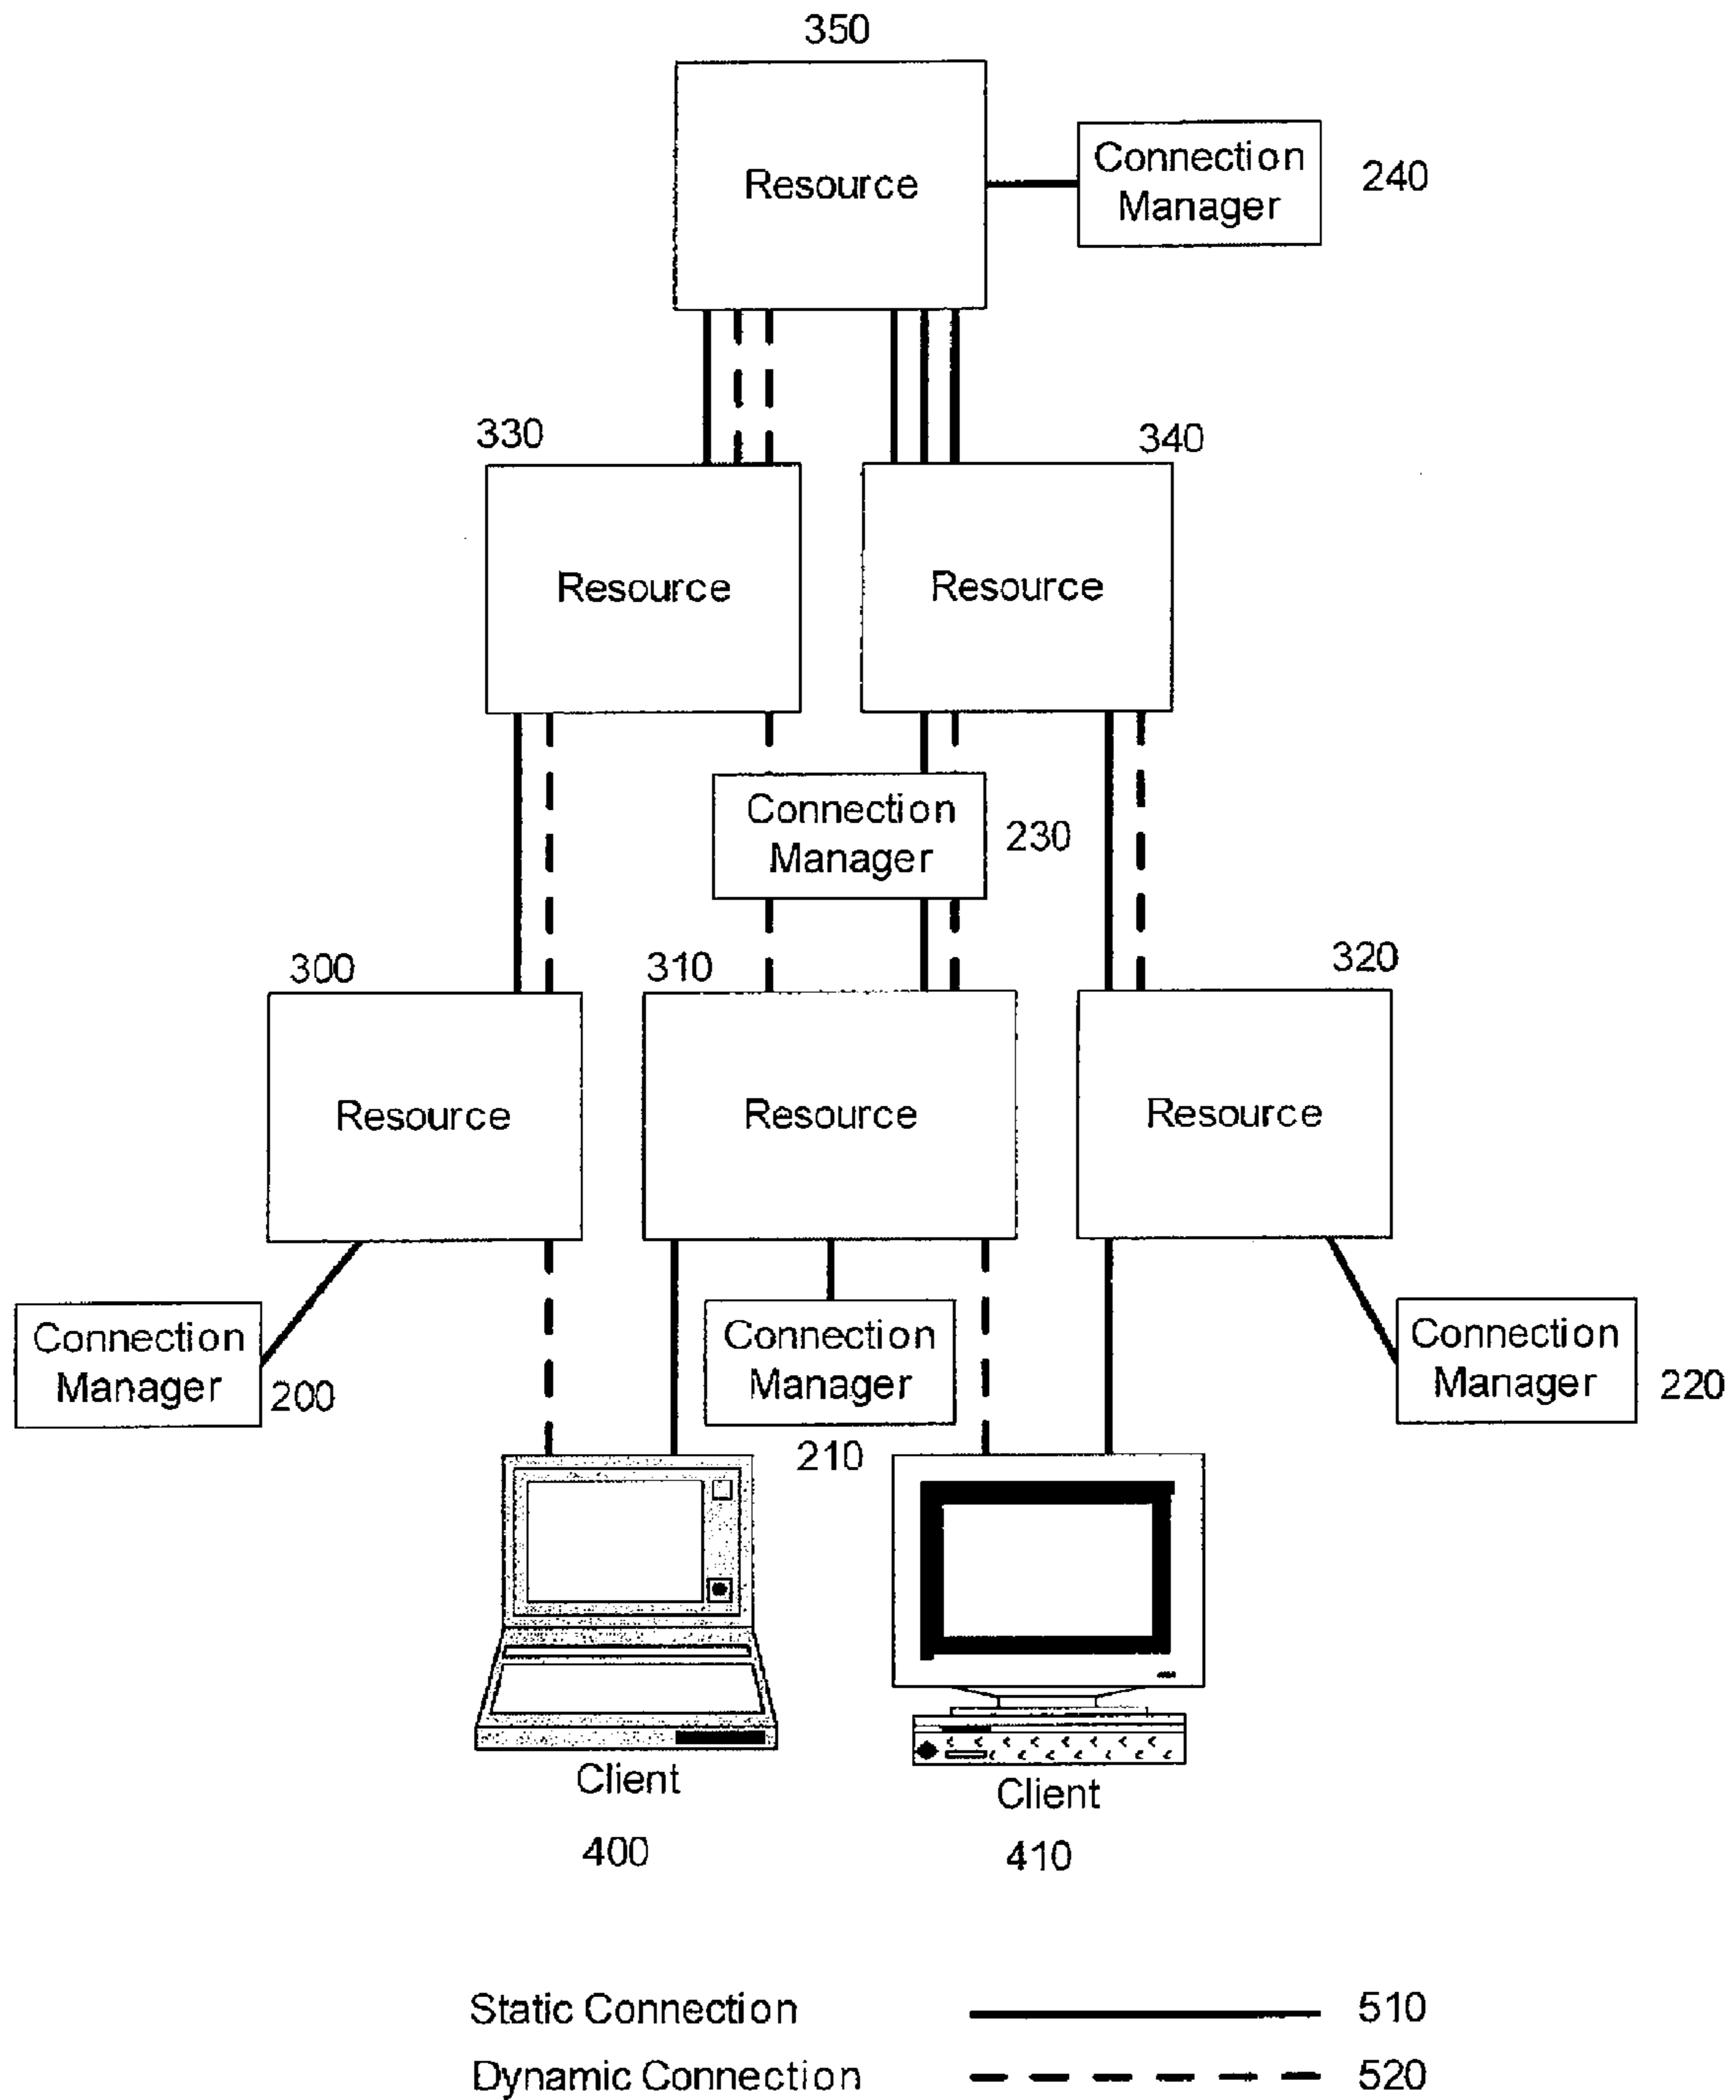 350
Resource
Connection
Manager
240
330
340
Resource
Resource
Connection
Manager
230
300
310
320
Resource
Resource
Resource
Connection
Manager
200
Connection
Manager
210
Connection
Manager
220
Client
400
Client
410
Static Connection 510
Dynamic Connection 520